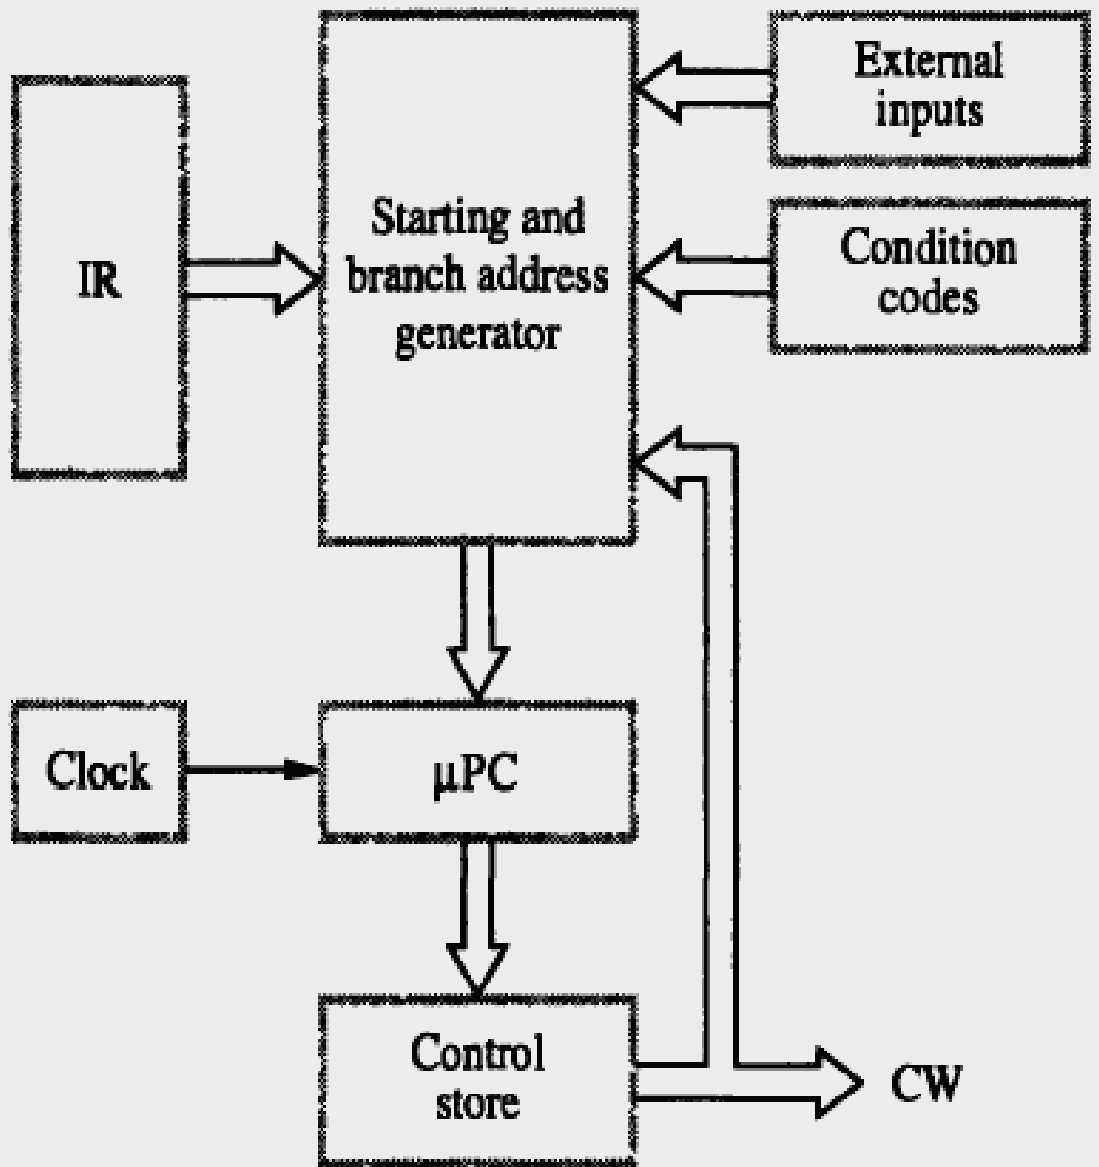 External
inputs
IR
Starting and
branch address
generator
Condition
codes
Clock
μPC
Control
store
CW